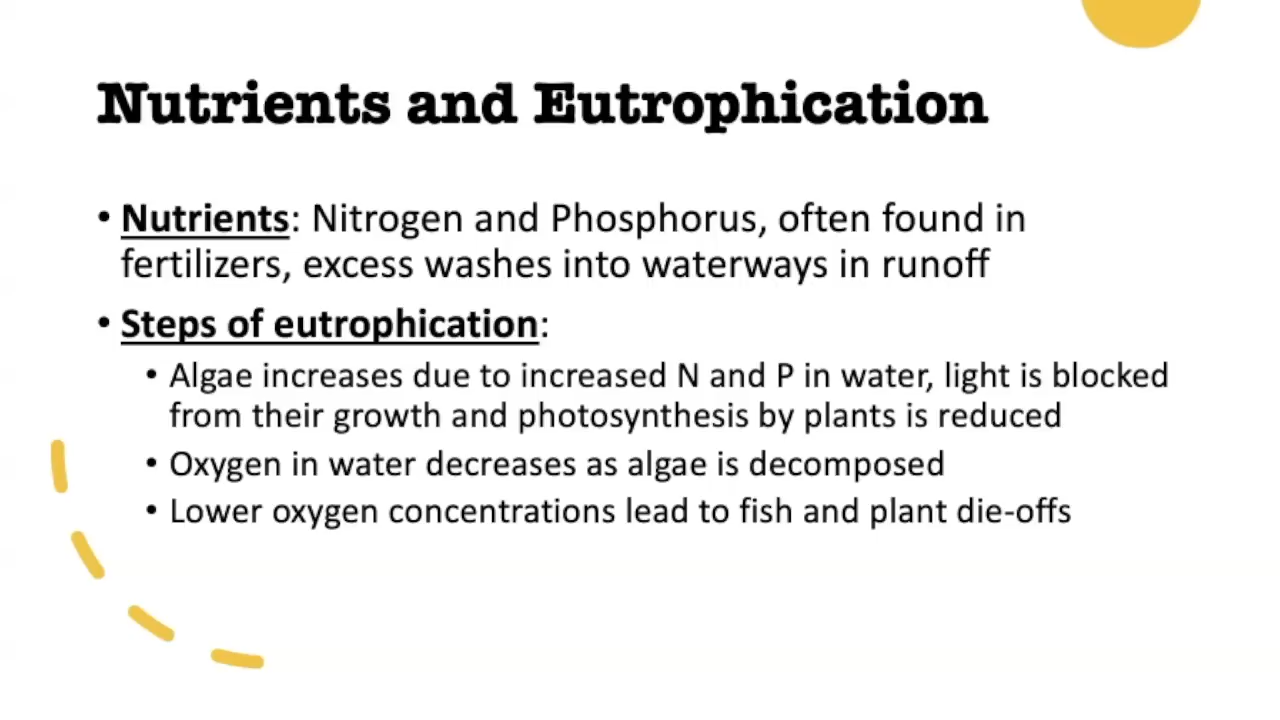 Nutrients and Eutrophication
• Nutrients: Nitrogen and Phosphorus, often found in
fertilizers, excess washes into waterways in runoff
• Steps of eutrophication:
• Algae increases due to increased N and P in water, light is blocked
from their growth and photosynthesis by plants is reduced
• Oxygen in water decreases as algae is decomposed
• Lower oxygen concentrations lead to fish and plant die-offs